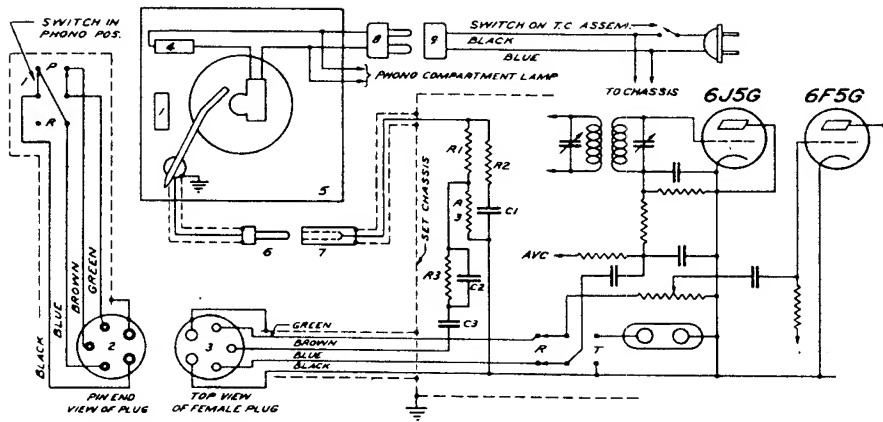 SWITCH IN
PHONO POS.
P
R
BLACK
BLUE
BROWN
GREEN
2
PIN END
VIEW OF PLUG
4
1
5
8
9
SWITCH ON T.C ASSEM.
BLACK
BLUE
PHONO COMPARTMENT LAMP
TO CHASSIS
6
7
SET CHASSIS
R1
R2
R
3
C1
R3
C2
C3
3
GREEN
BROWN
BLUE
BLACK
TOP VIEW
OF FEMALE PLUG
6J5G
6F5G
AVC
R
T